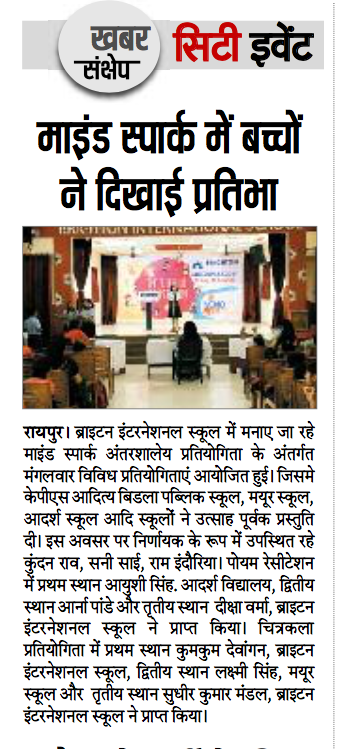 खबर
संक्षेप
सिटी इवेंट
माइंड स्पार्क में बच्चों
ने दिखाई प्रतिभा
रायपुर। ब्राइटन इंटरनेशनल स्कूल में मनाए जा रहे
माइंड स्पार्क अंतरशालेय प्रतियोगिता के अंतर्गत
मंगलवार विविध प्रतियोगिताएं आयोजित हुई। जिसमे
केपीएस आदित्य बिडला पब्लिक स्कूल, मयूर स्कूल,
आदर्श स्कूल आदि स्कूलों ने उत्साह पूर्वक प्रस्तुति
दी। इस अवसर पर निर्णायक के रूप में उपस्थित रहे
कुंदन राव, सनी साई, राम इंदौरिया। पोयम रेसीटेशन
में प्रथम स्थान आयुशी सिंह. आदर्श विद्यालय, द्वितीय
स्थान आर्ना पांडे और तृतीय स्थान दीक्षा वर्मा, ब्राइटन
इंटरनेशनल स्कूल ने प्राप्त किया। चित्रकला
प्रतियोगिता में प्रथम स्थान कुमकुम देवांगन, ब्राइटन
इंटरनेशनल स्कूल, द्वितीय स्थान लक्ष्मी सिंह, मयूर
स्कूल और तृतीय स्थान सुधीर कुमार मंडल, ब्राइटन
इंटरनेशनल स्कूल ने प्राप्त किया।